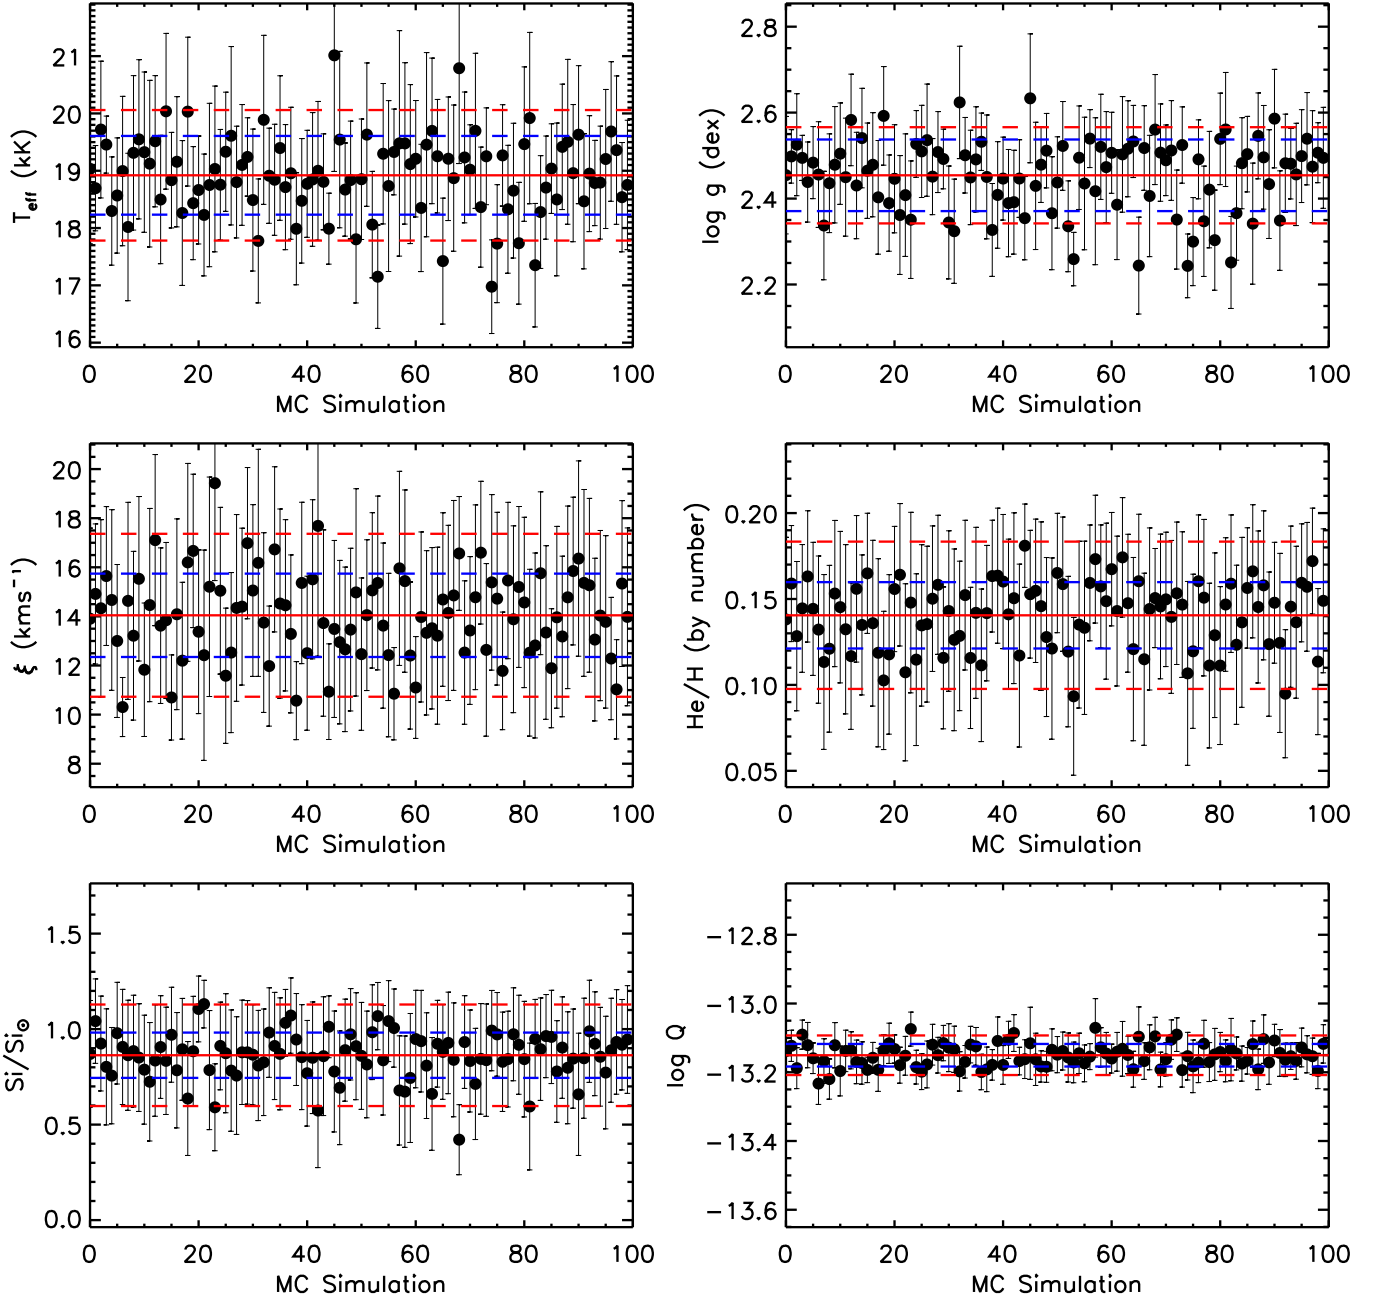 21
20
19
18
17
16
T_eff (kK)
0 20 40 60 80 100
MC Simulation
2.8
2.6
2.4
2.2
log g (dex)
0 20 40 60 80 100
MC Simulation
20
18
16
14
12
10
8
ξ (kms⁻¹)
0 20 40 60 80 100
MC Simulation
0.20
0.15
0.10
0.05
He/H (by number)
0 20 40 60 80 100
MC Simulation
1.5
1.0
0.5
0.0
Si/Si⊙
0 20 40 60 80 100
MC Simulation
−12.8
−13.0
−13.2
−13.4
−13.6
log Q
0 20 40 60 80 100
MC Simulation